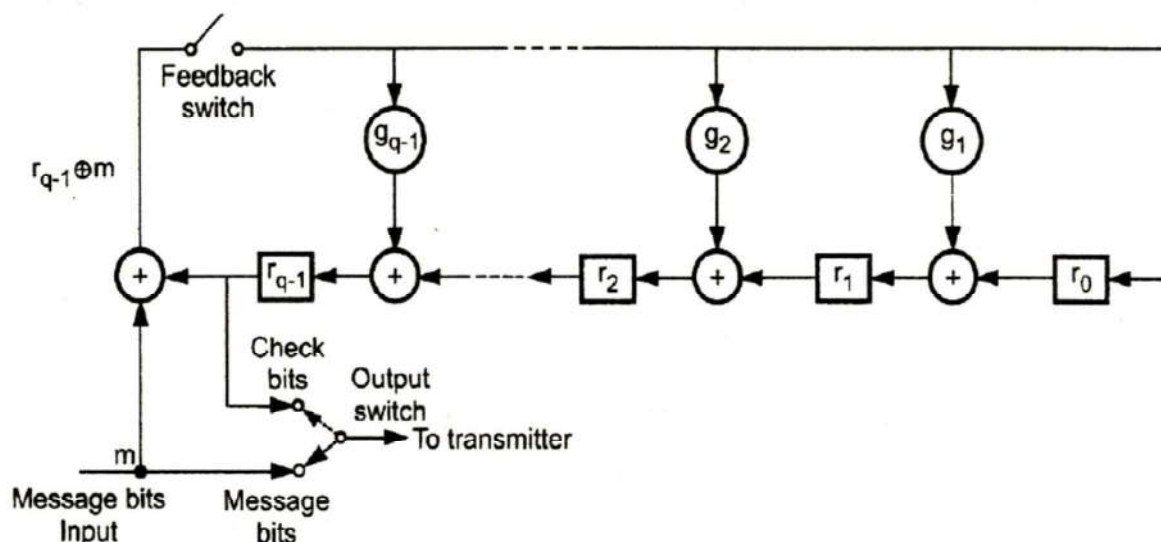 Feedback
switch
g_{q-1}
g_2
g_1
r_{q-1}⊕m
+
r_{q-1}
+
r_2
+
r_1
+
r_0
Check
bits
Output
switch
To transmitter
m
Message bits
Input
Message
bits